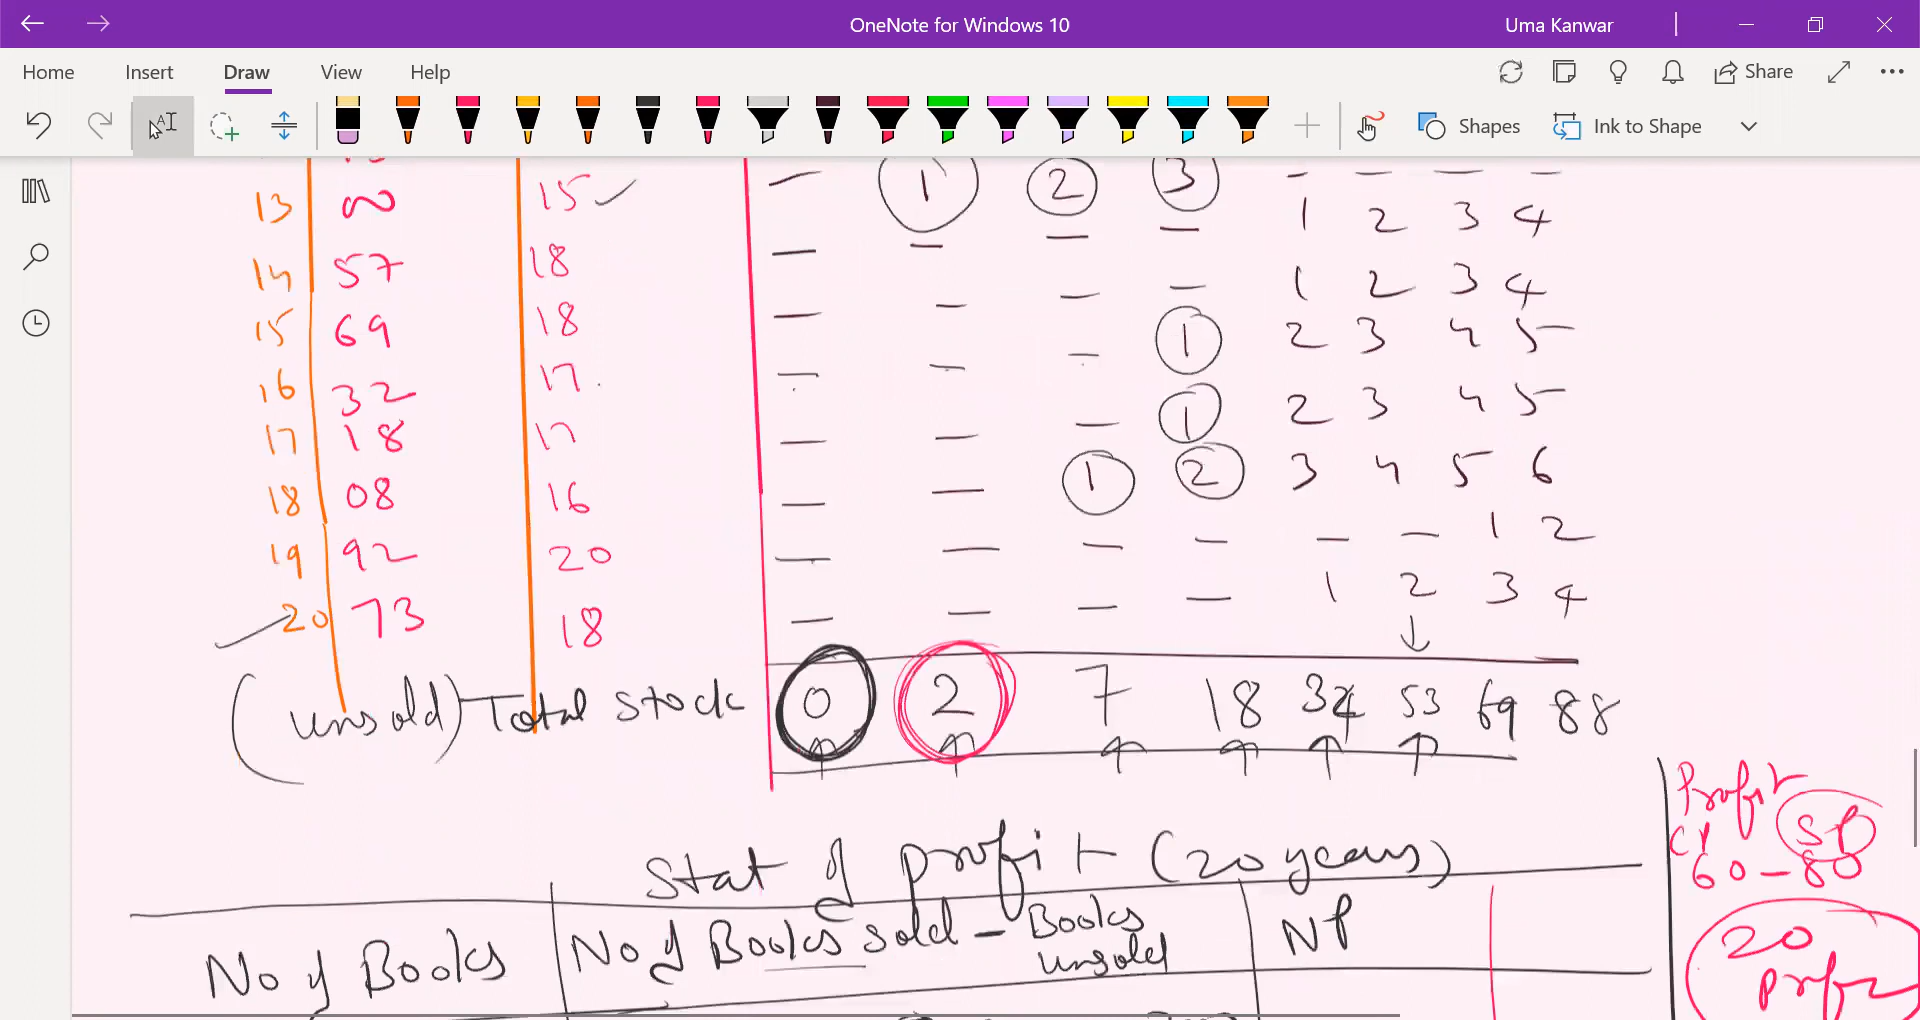 OneNote for Windows 10
Uma Kanwar
Home Insert Draw View Help
Share
Shapes Ink to Shape
— 1 2 3 - — — —
13 00 15 ✓ — — — — 1 2 3 4
14 57 18 — — — — 1 2 3 4
15 69 18 — — — 1 2 3 4 5
16 32 17 — — — 1 2 3 4 5
17 18 17 — — 1 2 3 4 5 6
18 08 16
19 92 20 — — — — — — 1 2
20 73 18 — — — — 1 2 3 4
(unsold) Total stock 0 2 7 18 34 53 69 88
Stat of profit (20 years)
No of Books No of Books sold – Books unsold NP
Profit
CP SP
60 – 80
20